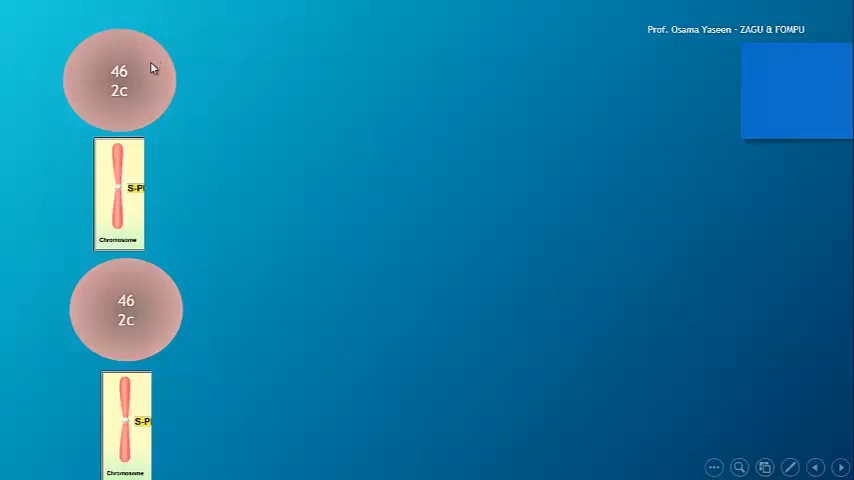 Prof. Osama Yaseen - ZAGU & FOMPU
46
2c
S-P
Chromosome
46
2c
S-P
Chromosome